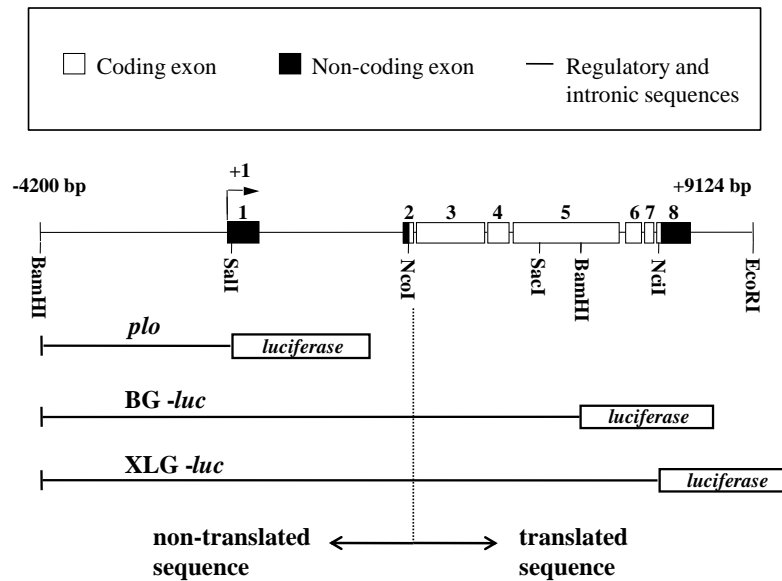 Coding exon
Non-coding exon
Regulatory and
intronic sequences
-4200 bp
+1
+9124 bp
1
2
3
4
5
6
7
8
BamHI
SalI
NcoI
SacI
BamHI
NciI
EcoRI
plo
luciferase
BG -luc
luciferase
XLG -luc
luciferase
non-translated
sequence
translated
sequence